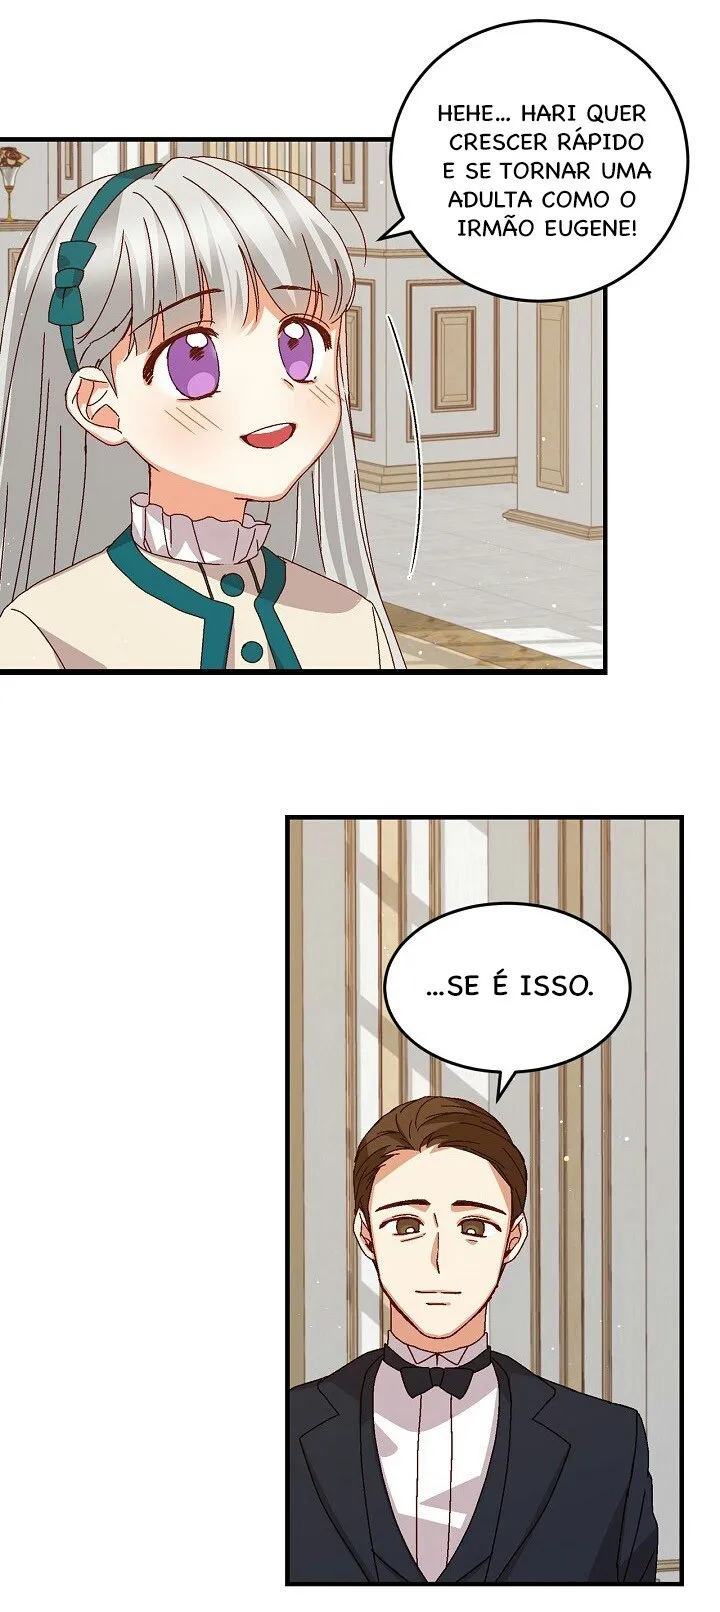 HEHE... HARI QUER
CRESCER RÁPIDO
E SE TORNAR UMA
ADULTA COMO O
IRMÃO EUGENE!
...SE É ISSO.